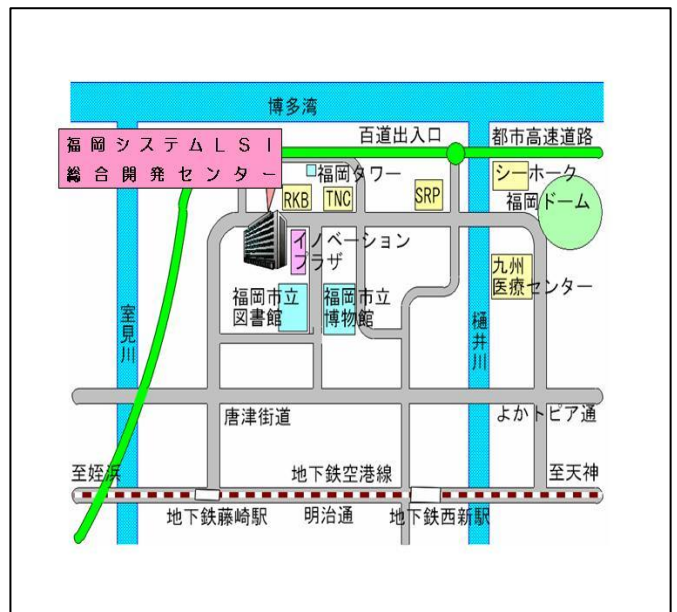 博多湾
百道出入口
都市高速道路
福岡システムLSI
総合開発センター
福岡タワー
シーホーク
RKB
TNC
SRP
福岡ドーム
イノベーション
プラザ
九州
医療センター
福岡市立
図書館
福岡市立
博物館
室見川
樋井川
唐津街道
よかトピア通
至姪浜
地下鉄空港線
至天神
地下鉄藤崎駅
明治通
地下鉄西新駅